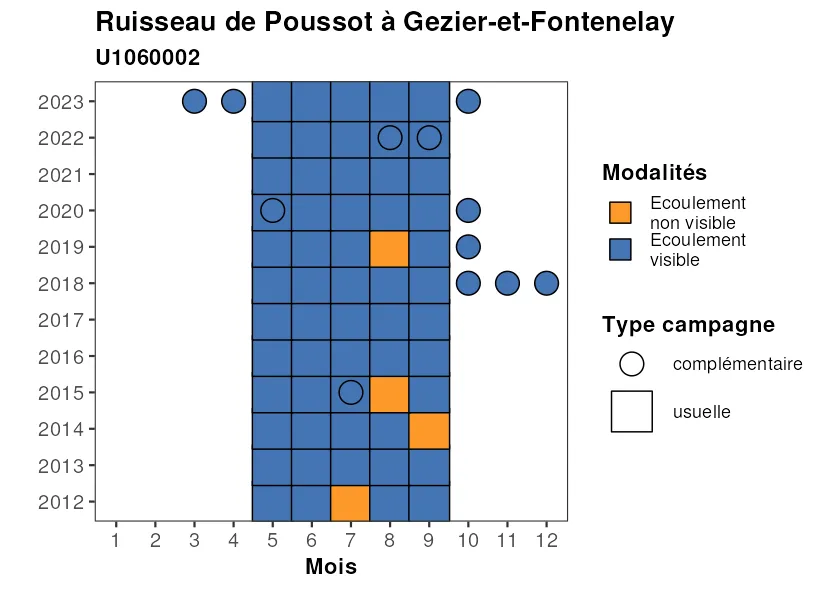 Ruisseau de Poussot à Gezier-et-Fontenelay
U1060002
2023
2022
2021
2020
2019
2018
2017
2016
2015
2014
2013
2012
1 2 3 4 5 6 7 8 9 10 11 12
Mois
Modalités
Ecoulement
non visible
Ecoulement
visible
Type campagne
complémentaire
usuelle